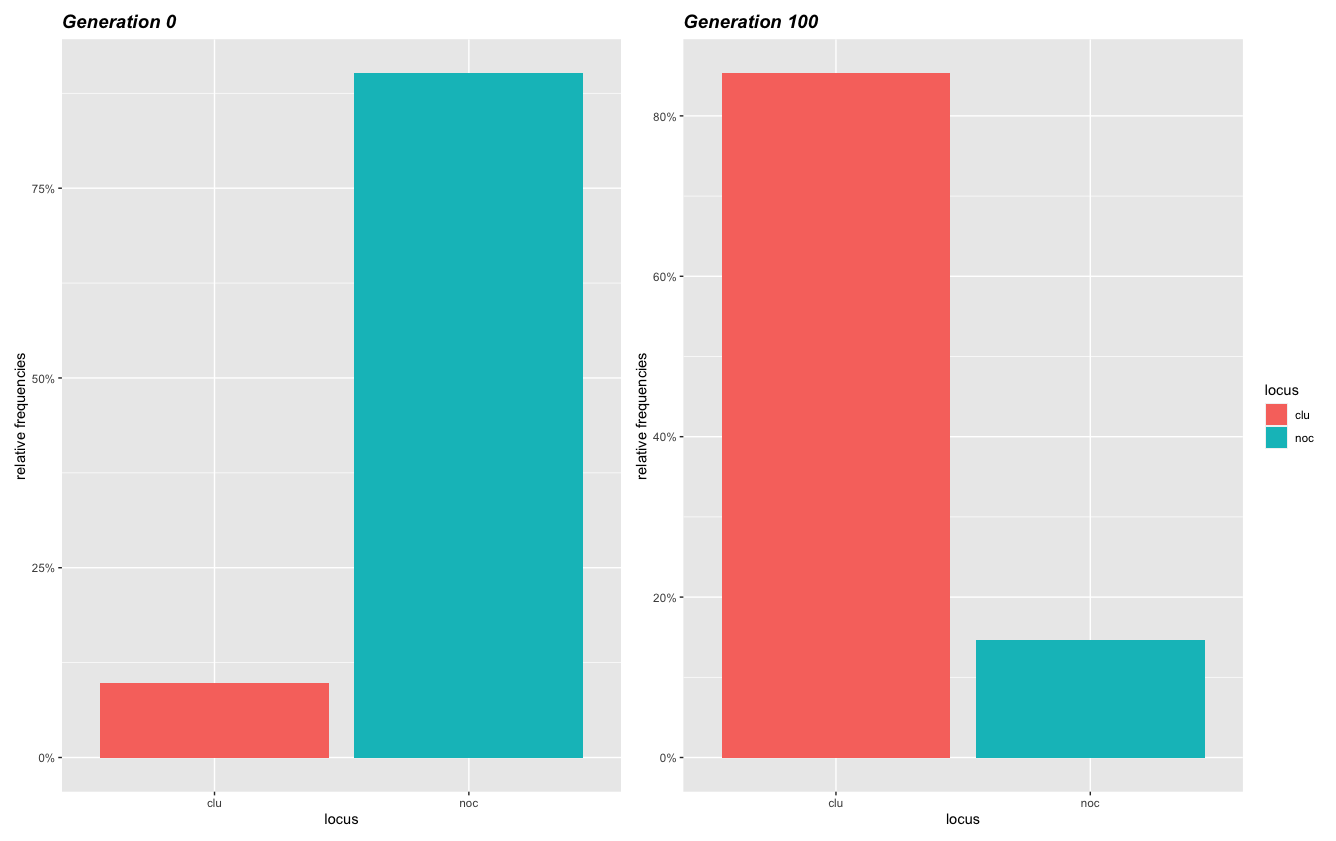 Generation 0
relative frequencies
75%
50%
25%
0%
clu
noc
locus
Generation 100
relative frequencies
80%
60%
40%
20%
0%
clu
noc
locus
locus
clu
noc